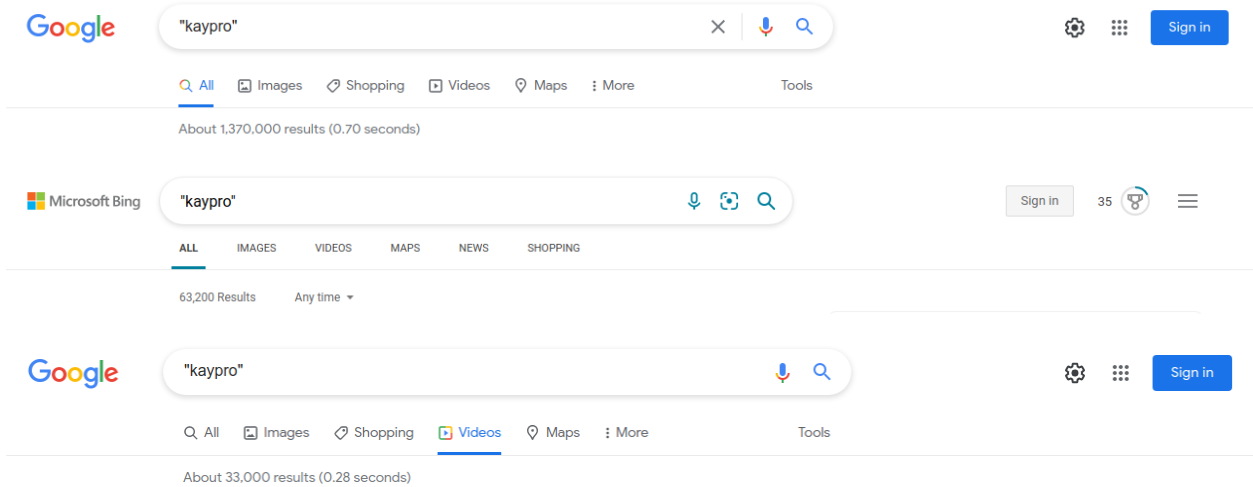 Google "kaypro" Sign in
All Images Shopping Videos Maps More Tools
About 1,370,000 results (0.70 seconds)
Microsoft Bing "kaypro" Sign in 35
ALL IMAGES VIDEOS MAPS NEWS SHOPPING
63,200 Results Any time
Google "kaypro" Sign in
All Images Shopping Videos Maps More Tools
About 33,000 results (0.28 seconds)